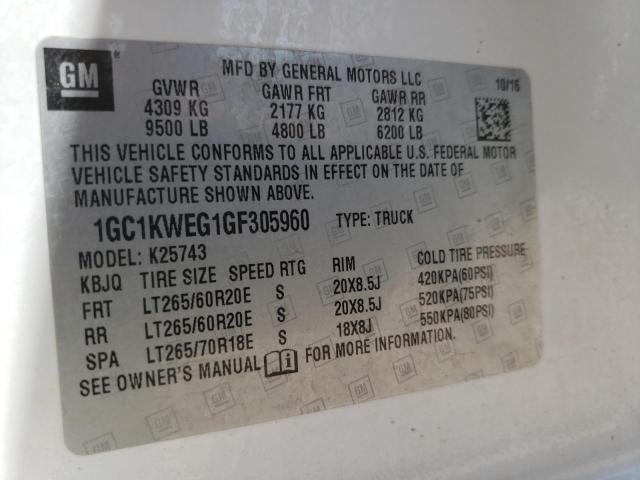 GM
MFD BY GENERAL MOTORS LLC
10/16
GVWR GAWR FRT GAWR RR
4309 KG 2177 KG 2812 KG
9500 LB 4800 LB 6200 LB
THIS VEHICLE CONFORMS TO ALL APPLICABLE U.S. FEDERAL MOTOR
VEHICLE SAFETY STANDARDS IN EFFECT ON THE DATE OF
MANUFACTURE SHOWN ABOVE.
1GC1KWEG1GF305960 TYPE: TRUCK
MODEL: K25743
KBJQ TIRE SIZE SPEED RTG RIM COLD TIRE PRESSURE
FRT LT265/60R20E S 20X8.5J 420KPA(60PSI)
RR LT265/60R20E S 20X8.5J 520KPA(75PSI)
SPA LT265/70R18E S 18X8J 550KPA(80PSI)
SEE OWNER'S MANUAL FOR MORE INFORMATION.